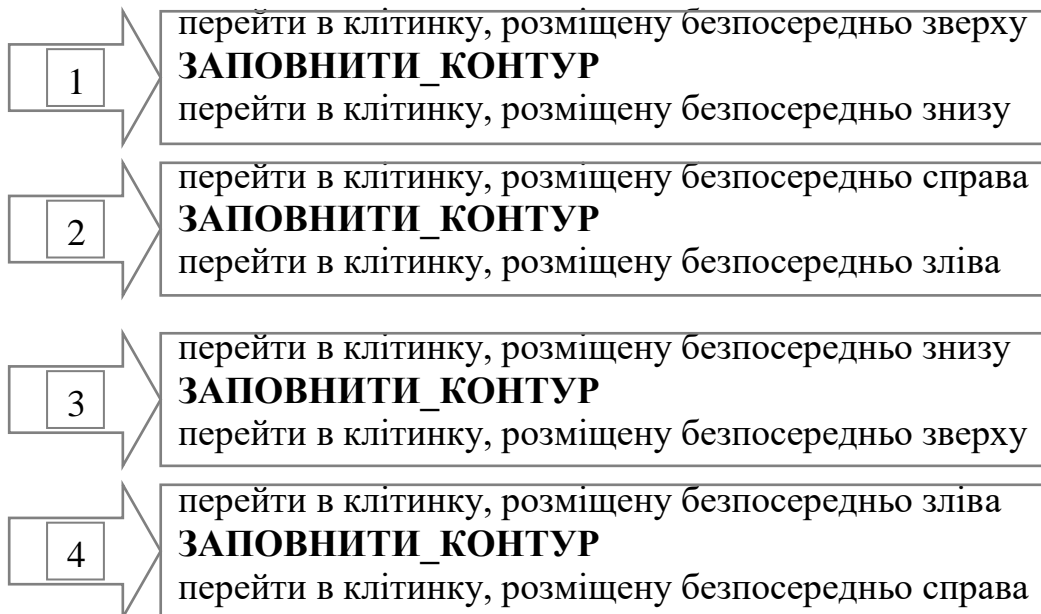 перейти в клітинку, розміщену безпосередньо зверху
1
ЗАПОВНИТИ_КОНТУР
перейти в клітинку, розміщену безпосередньо знизу
перейти в клітинку, розміщену безпосередньо справа
2
ЗАПОВНИТИ_КОНТУР
перейти в клітинку, розміщену безпосередньо зліва
перейти в клітинку, розміщену безпосередньо знизу
3
ЗАПОВНИТИ_КОНТУР
перейти в клітинку, розміщену безпосередньо зверху
перейти в клітинку, розміщену безпосередньо зліва
4
ЗАПОВНИТИ_КОНТУР
перейти в клітинку, розміщену безпосередньо справа